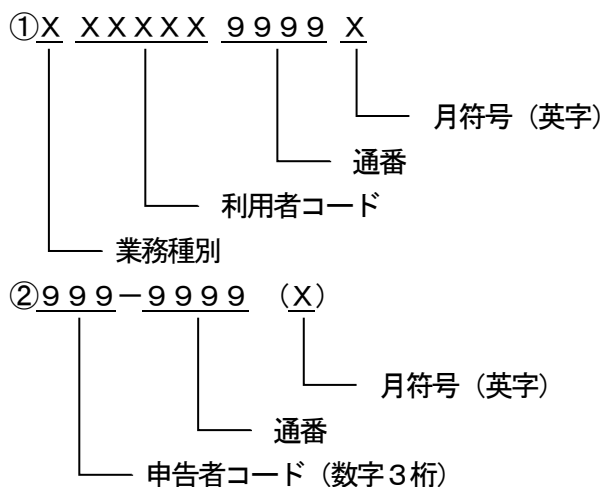 ①Ｘ ＸＸＸＸＸ ９９９９ Ｘ
月符号（英字）
通番
利用者コード
業務種別
②９９９－９９９９ （Ｘ）
月符号（英字）
通番
申告者コード（数字３桁）